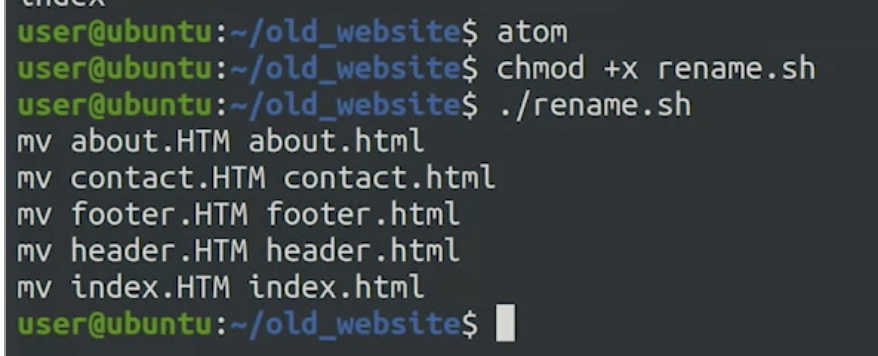 index
user@ubuntu:~/old_website$ atom
user@ubuntu:~/old_website$ chmod +x rename.sh
user@ubuntu:~/old_website$ ./rename.sh
mv about.HTM about.html
mv contact.HTM contact.html
mv footer.HTM footer.html
mv header.HTM header.html
mv index.HTM index.html
user@ubuntu:~/old_website$